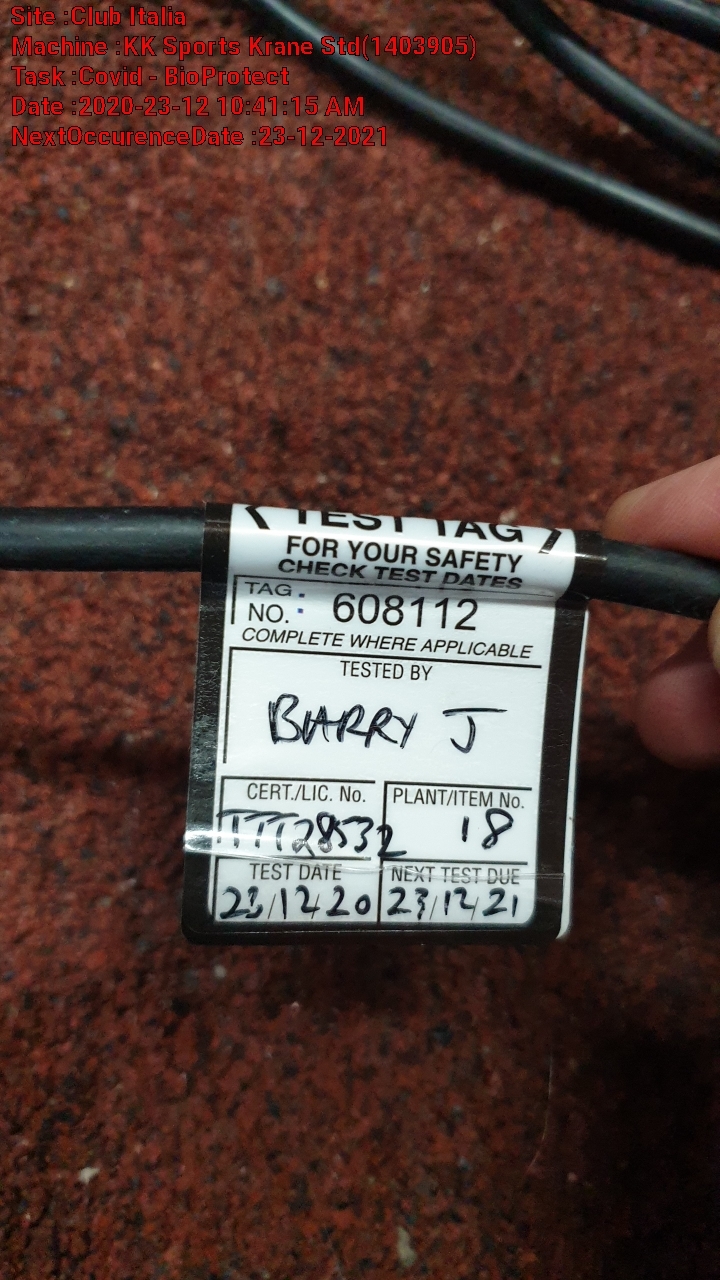 Site :Club Italia
Machine :KK Sports Krane Std(1403905)
Task :Covid - BioProtect
Date :2020-23-12 10:41:15 AM
NextOccurenceDate :23-12-2021
TEST TAG
FOR YOUR SAFETY
CHECK TEST DATES
TAG NO.: 608112
COMPLETE WHERE APPLICABLE
TESTED BY
BARRY J
CERT./LIC. No. PLANT/ITEM No.
TTT28532 18
TEST DATE NEXT TEST DUE
23/12/20 23/12/21